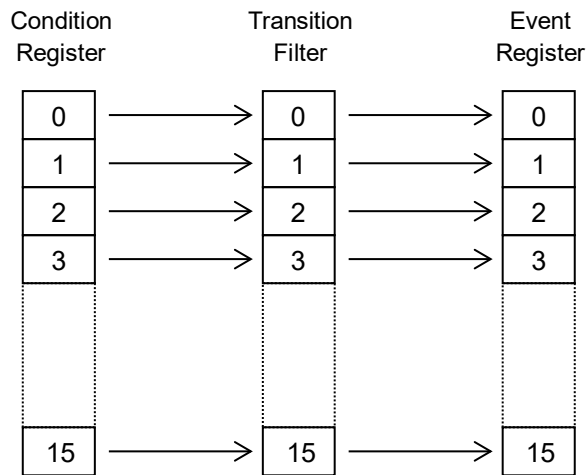 Condition Register
Transition Filter
Event Register
0 0 0
1 1 1
2 2 2
3 3 3
15 15 15